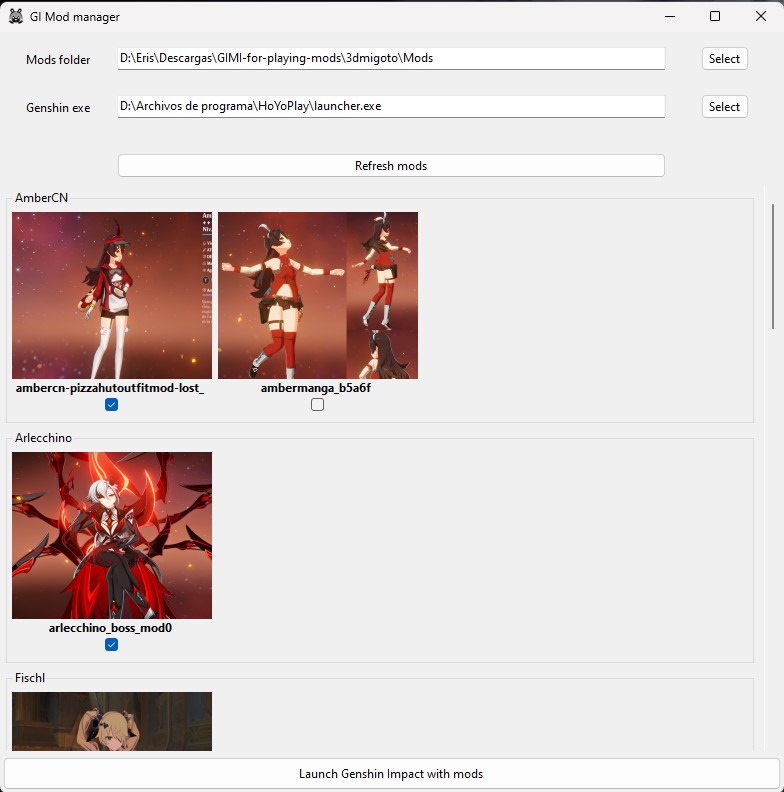 GI Mod manager
Mods folder
D:\Eris\Descargas\GIMI-for-playing-mods\3dmigoto\Mods
Select
Genshin exe
D:\Archivos de programa\HoYoPlay\launcher.exe
Select
Refresh mods
AmberCN
ambercn-pizzahutoutfitmod-lost_
ambermanga_b5a6f
Arlecchino
arlecchino_boss_mod0
Fischl
Launch Genshin Impact with mods